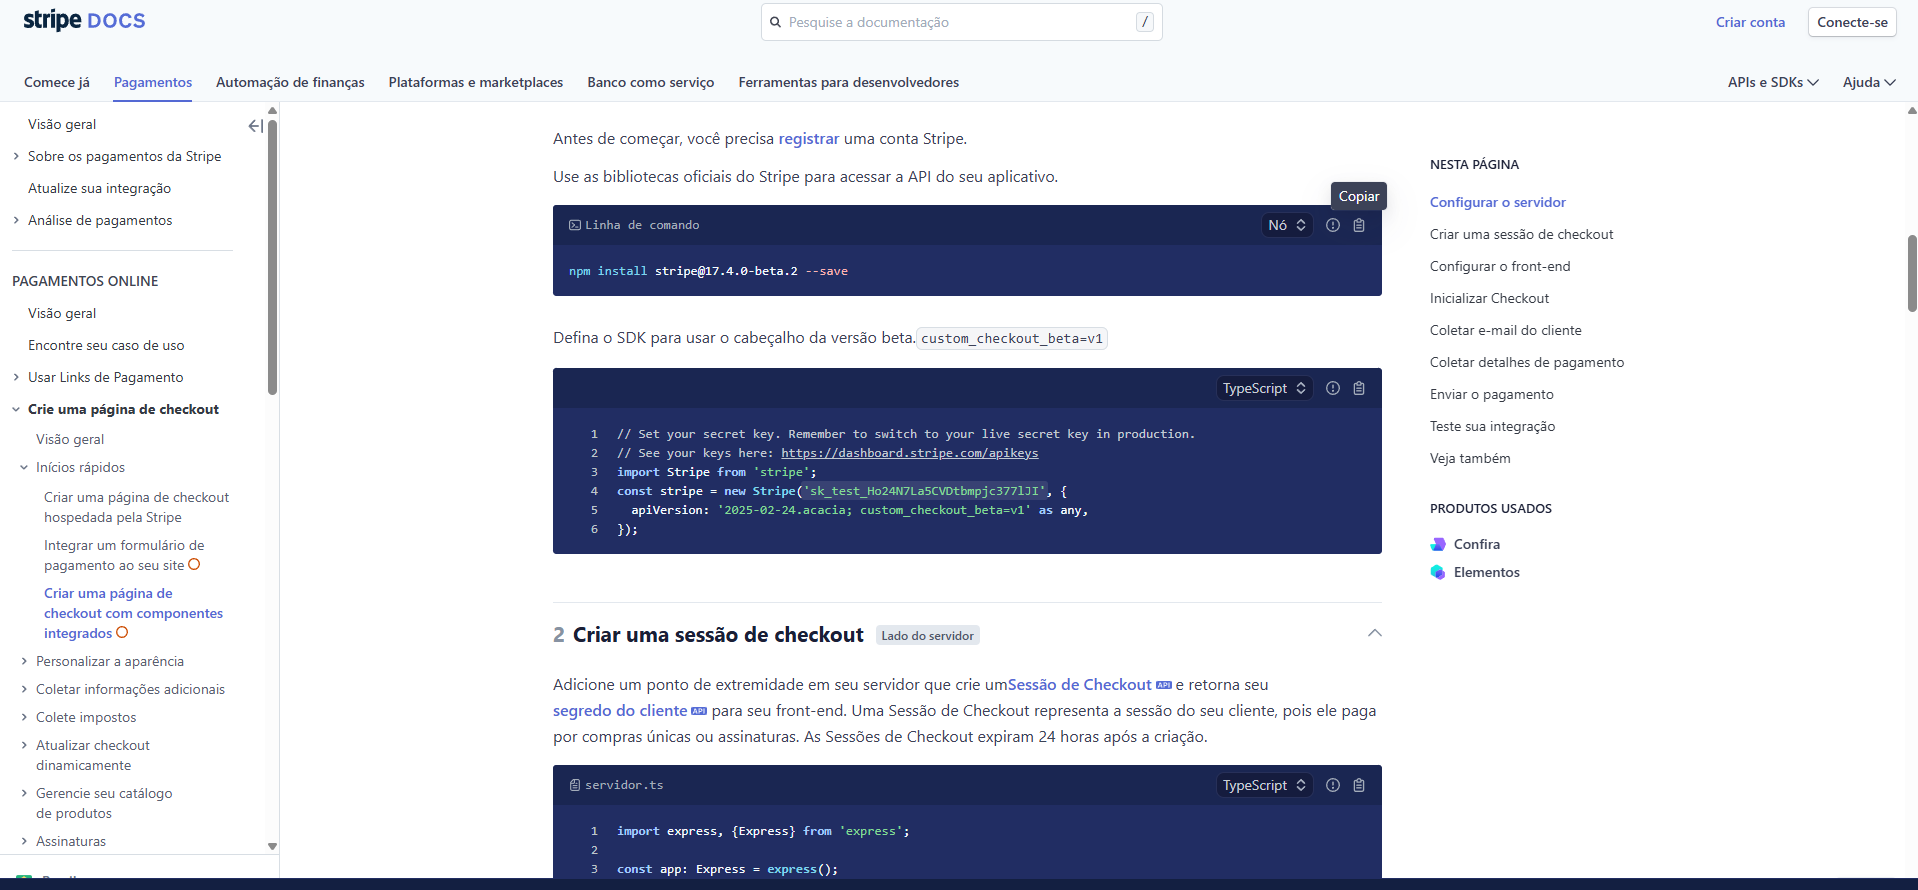 stripe DOCS
Pesquise a documentação
/
Criar conta
Conecte-se
Comece já
Pagamentos
Automação de finanças
Plataformas e marketplaces
Banco como serviço
Ferramentas para desenvolvedores
APIs e SDKs
Ajuda
Visão geral
Sobre os pagamentos da Stripe
Atualize sua integração
Análise de pagamentos
PAGAMENTOS ONLINE
Visão geral
Encontre seu caso de uso
Usar Links de Pagamento
Crie uma página de checkout
Visão geral
Inícios rápidos
Criar uma página de checkout
hospedada pela Stripe
Integrar um formulário de
pagamento ao seu site
Criar uma página de
checkout com componentes
integrados
Personalizar a aparência
Coletar informações adicionais
Colete impostos
Atualizar checkout
dinamicamente
Gerencie seu catálogo
de produtos
Assinaturas
Antes de começar, você precisa registrar uma conta Stripe.
Use as bibliotecas oficiais do Stripe para acessar a API do seu aplicativo.
Copiar
Linha de comando
Nó
npm install stripe@17.4.0-beta.2 --save
Defina o SDK para usar o cabeçalho da versão beta. custom_checkout_beta=v1
TypeScript
1 // Set your secret key. Remember to switch to your live secret key in production.
2 // See your keys here: https://dashboard.stripe.com/apikeys
3 import Stripe from 'stripe';
4 const stripe = new Stripe('sk_test_Ho24N7La5CVDtbmpjc377lJI', {
5 apiVersion: '2025-02-24.acacia; custom_checkout_beta=v1' as any,
6 });
2 Criar uma sessão de checkout
Lado do servidor
Adicione um ponto de extremidade em seu servidor que crie umSessão de Checkout API e retorna seu
segredo do cliente API para seu front-end. Uma Sessão de Checkout representa a sessão do seu cliente, pois ele paga
por compras únicas ou assinaturas. As Sessões de Checkout expiram 24 horas após a criação.
servidor.ts
TypeScript
1 import express, {Express} from 'express';
2
3 const app: Express = express();
NESTA PÁGINA
Configurar o servidor
Criar uma sessão de checkout
Configurar o front-end
Inicializar Checkout
Coletar e-mail do cliente
Coletar detalhes de pagamento
Enviar o pagamento
Teste sua integração
Veja também
PRODUTOS USADOS
Confira
Elementos